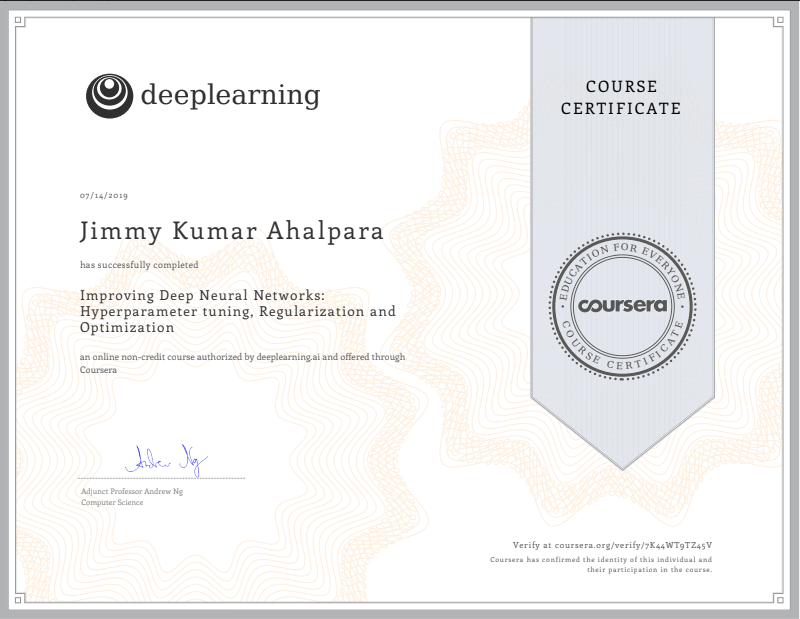 deeplearning
COURSE
CERTIFICATE
07/14/2019
Jimmy Kumar Ahalpara
has successfully completed
Improving Deep Neural Networks:
Hyperparameter tuning, Regularization and
Optimization
an online non-credit course authorized by deeplearning.ai and offered through
Coursera
EDUCATION FOR EVERYONE
coursera
COURSE CERTIFICATE
Andrew Ng
Adjunct Professor Andrew Ng
Computer Science
Verify at coursera.org/verify/7K44WT9TZ45V
Coursera has confirmed the identity of this individual and
their participation in the course.